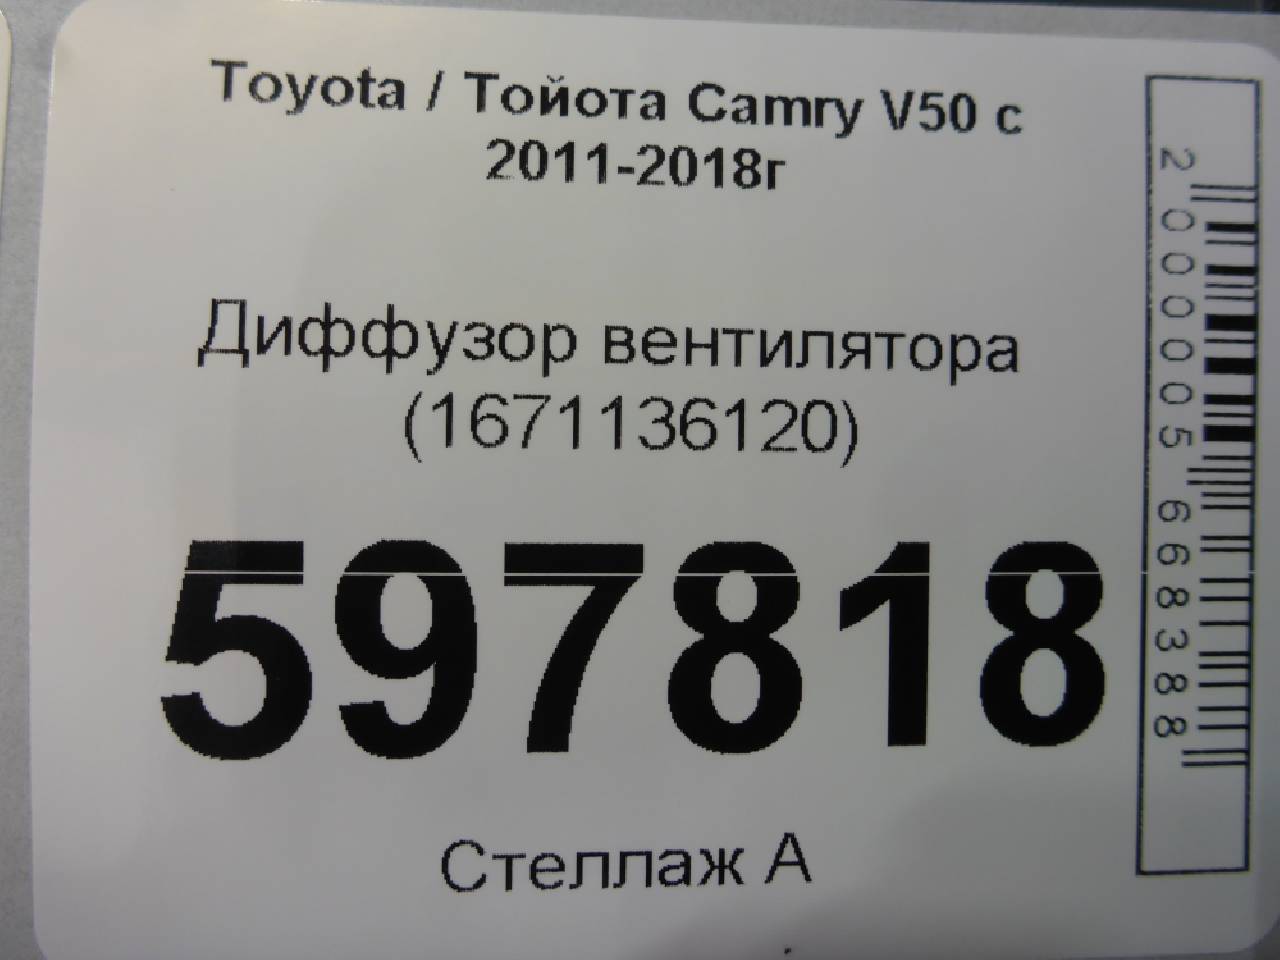 Toyota / Тойота Camry V50 с
2011-2018г
Диффузор вентилятора
(1671136120)
597818
Стеллаж А
2000005668388